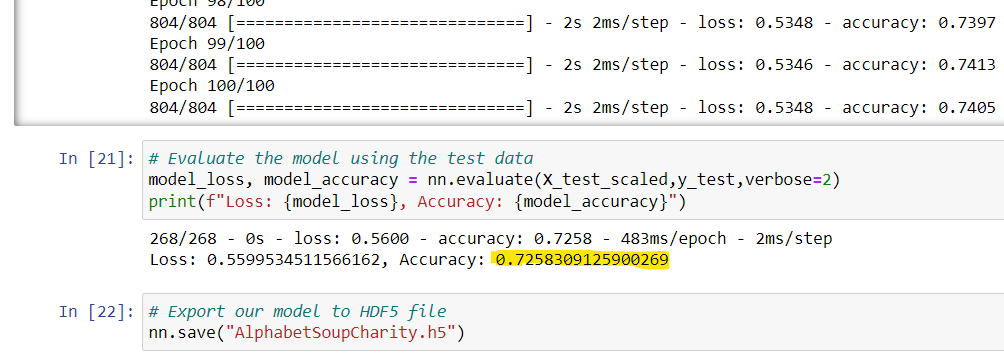 Epoch 98/100
804/804 [==============================] - 2s 2ms/step - loss: 0.5348 - accuracy: 0.7397
Epoch 99/100
804/804 [==============================] - 2s 2ms/step - loss: 0.5346 - accuracy: 0.7413
Epoch 100/100
804/804 [==============================] - 2s 2ms/step - loss: 0.5348 - accuracy: 0.7405
In [21]: # Evaluate the model using the test data
model_loss, model_accuracy = nn.evaluate(X_test_scaled,y_test,verbose=2)
print(f"Loss: {model_loss}, Accuracy: {model_accuracy}")
268/268 - 0s - loss: 0.5600 - accuracy: 0.7258 - 483ms/epoch - 2ms/step
Loss: 0.5599534511566162, Accuracy: 0.7258309125900269
In [22]: # Export our model to HDF5 file
nn.save("AlphabetSoupCharity.h5")